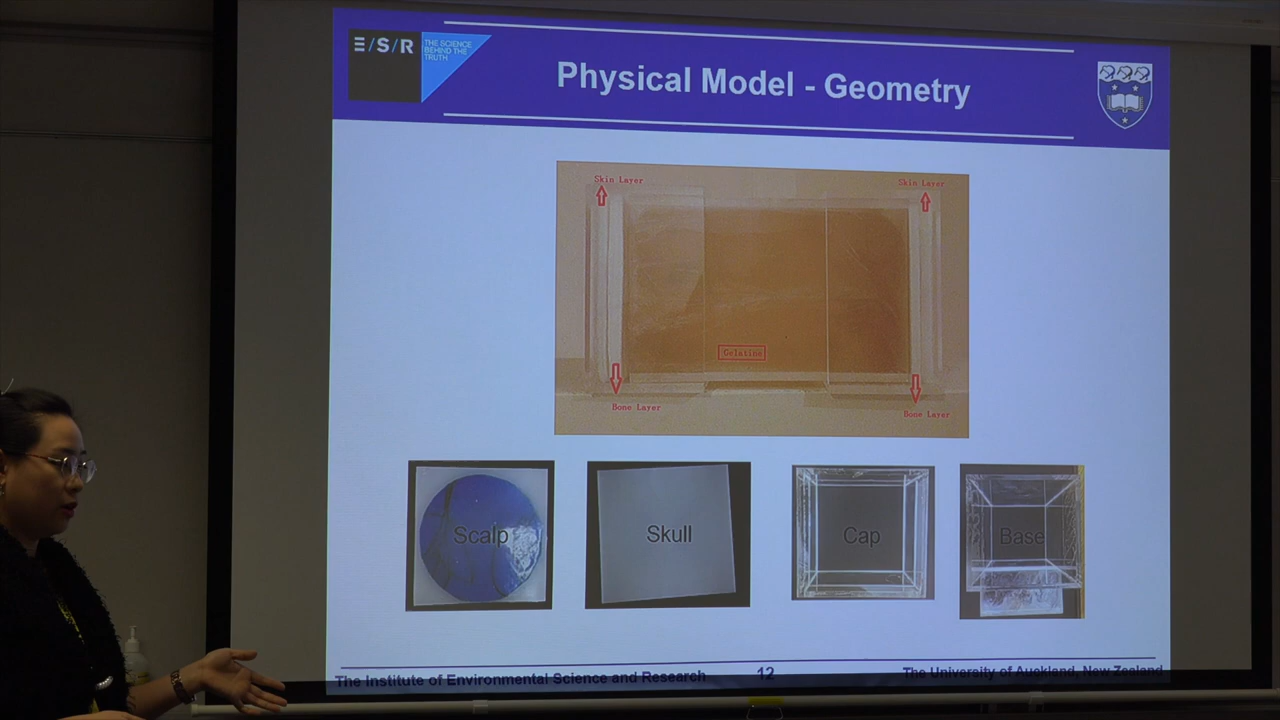 E/S/R
THE SCIENCE
BEHIND THE
TRUTH
Physical Model - Geometry
Skin Layer
Skin Layer
Gelatine
Bone Layer
Bone Layer
Scalp
Skull
Cap
Base
The Institute of Environmental Science and Research
12
The University of Auckland, New Zealand